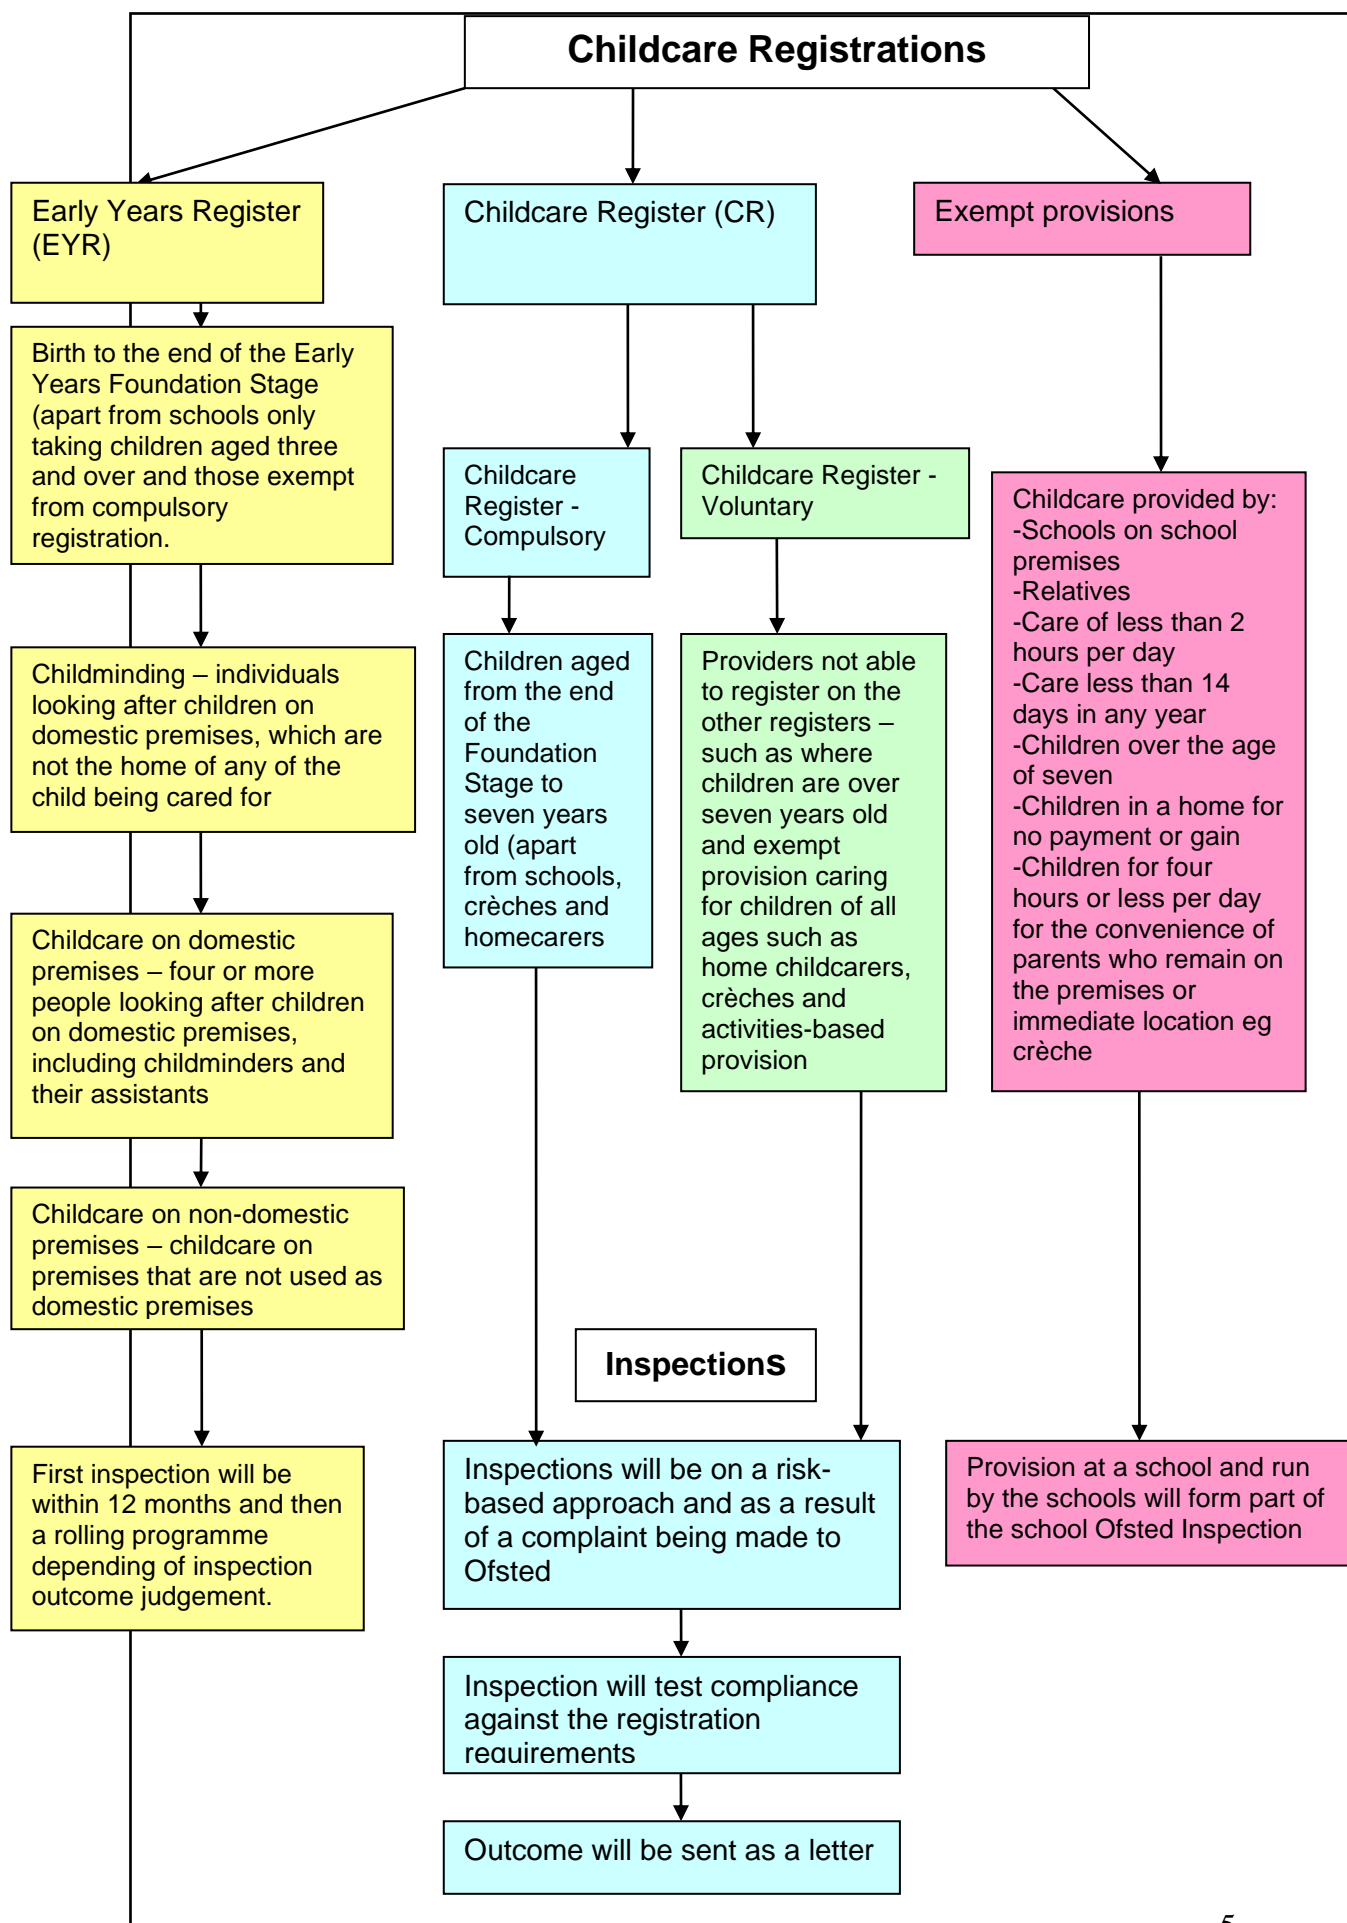 Childcare Registrations
Early Years Register
(EYR)
Childcare Register (CR)
Exempt provisions
Birth to the end of the Early
Years Foundation Stage
(apart from schools only
taking children aged three
and over and those exempt
from compulsory
registration.
Childcare
Register -
Compulsory
Childcare Register -
Voluntary
Childcare provided by:
-Schools on school
premises
-Relatives
-Care of less than 2
hours per day
-Care less than 14
days in any year
-Children over the age
of seven
-Children in a home for
no payment or gain
-Children for four
hours or less per day
for the convenience of
parents who remain on
the premises or
immediate location eg
crèche
Childminding – individuals
looking after children on
domestic premises, which are
not the home of any of the
child being cared for
Children aged
from the end
of the
Foundation
Stage to
seven years
old (apart
from schools,
crèches and
homecarers
Providers not able
to register on the
other registers –
such as where
children are over
seven years old
and exempt
provision caring
for children of all
ages such as
home childcarers,
crèches and
activities-based
provision
Childcare on domestic
premises – four or more
people looking after children
on domestic premises,
including childminders and
their assistants
Childcare on non-domestic
premises – childcare on
premises that are not used as
domestic premises
Inspections
First inspection will be
within 12 months and then
a rolling programme
depending of inspection
outcome judgement.
Inspections will be on a risk-
based approach and as a result
of a complaint being made to
Ofsted
Provision at a school and run
by the schools will form part of
the school Ofsted Inspection
Inspection will test compliance
against the registration
requirements
Outcome will be sent as a letter
5